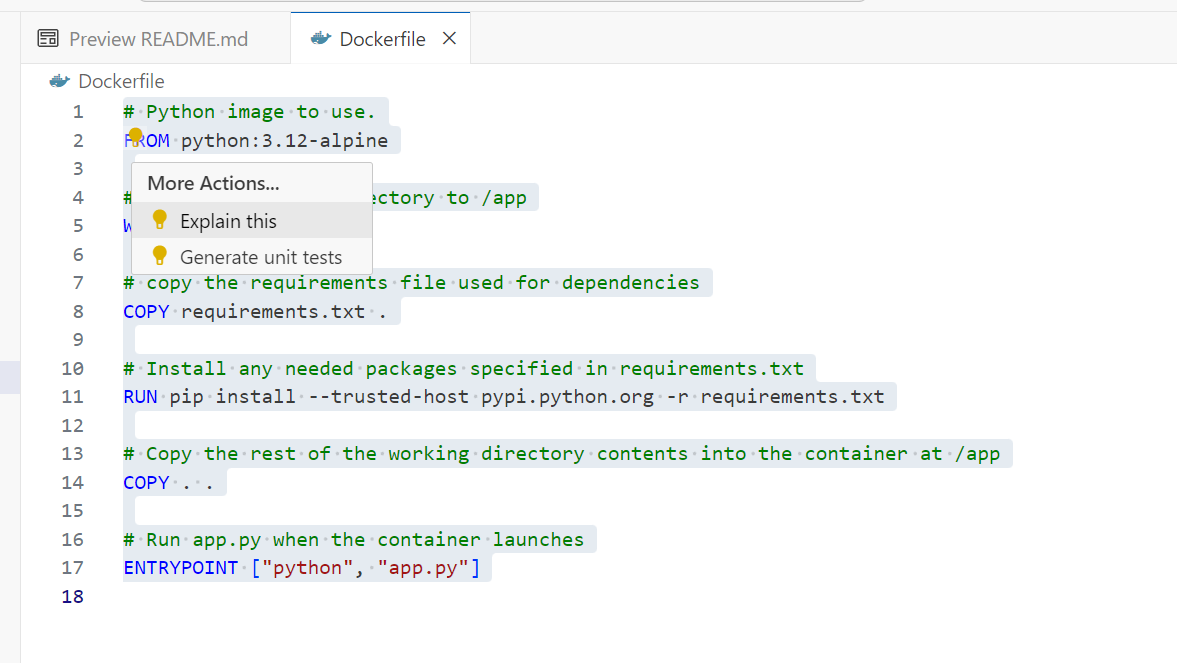 Preview README.md
Dockerfile
Dockerfile
1 # Python image to use.
2 FROM python:3.12-alpine
3
More Actions...
4 # ectory to /app
Explain this
5 W
6
Generate unit tests
7 # copy the requirements file used for dependencies
8 COPY requirements.txt .
9
10 # Install any needed packages specified in requirements.txt
11 RUN pip install --trusted-host pypi.python.org -r requirements.txt
12
13 # Copy the rest of the working directory contents into the container at /app
14 COPY . .
15
16 # Run app.py when the container launches
17 ENTRYPOINT ["python", "app.py"]
18